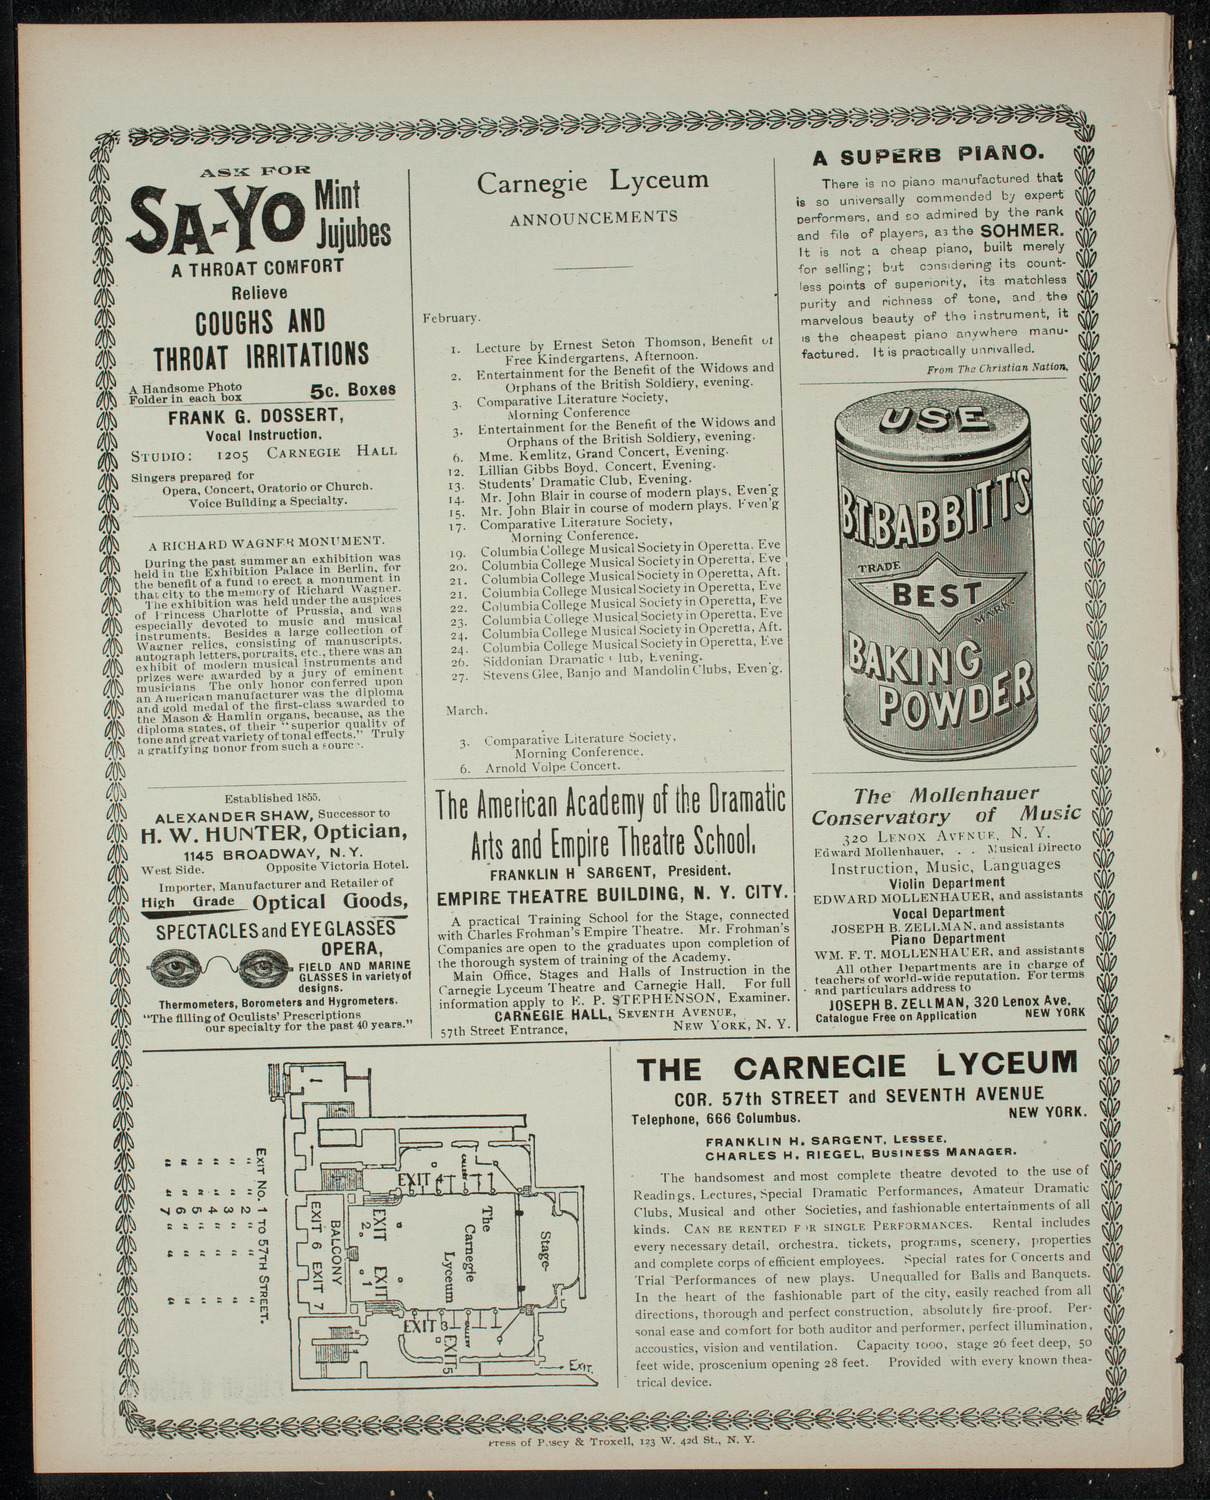 ASK FOR
SA-YO Mint
Jujubes
A THROAT COMFORT
Relieve
COUGHS AND
THROAT IRRITATIONS
A Handsome Photo
Folder in each box 5c. Boxes
FRANK G. DOSSERT,
Vocal Instruction,
STUDIO: 1205 CARNEGIE HALL
Singers prepared for
Opera, Concert, Oratorio or Church.
Voice Building a Specialty.
A RICHARD WAGNER MONUMENT.
During the past summer an exhibition was
held in the Exhibition Palace in Berlin, for
the benefit of a fund to erect a monument in
that city to the memory of Richard Wagner.
The exhibition was held under the auspices
of Princess Charlotte of Prussia, and was
especially devoted to music and musical
instruments. Besides a large collection of
Wagner relics, consisting of manuscripts,
autograph letters, portraits, etc., there was an
exhibit of modern musical instruments and
prizes were awarded by a jury of eminent
musicians The only honor conferred upon
an American manufacturer was the diploma
and gold medal of the first-class awarded to
the Mason & Hamlin organs, because, as the
diploma states, of their "superior quality of
tone and great variety of tonal effects." Truly
a gratifying honor from such a source.
Established 1855.
ALEXANDER SHAW, Successor to
H. W. HUNTER, Optician,
1145 BROADWAY, N. Y.
West Side. Opposite Victoria Hotel.
Importer, Manufacturer and Retailer of
High Grade Optical Goods,
SPECTACLES and EYEGLASSES
OPERA,
FIELD AND MARINE
GLASSES in variety of
designs.
Thermometers, Borometers and Hygrometers.
"The filling of Oculists' Prescriptions
our specialty for the past 40 years."
Carnegie Lyceum
ANNOUNCEMENTS
February.
1. Lecture by Ernest Seton Thomson, Benefit of
Free Kindergartens, Afternoon.
2. Entertainment for the Benefit of the Widows and
Orphans of the British Soldiery, evening.
3. Comparative Literature Society,
Morning Conference
3. Entertainment for the Benefit of the Widows and
Orphans of the British Soldiery, evening.
6. Mme. Kemlitz, Grand Concert, Evening.
12. Lillian Gibbs Boyd, Concert, Evening.
13. Students' Dramatic Club, Evening.
14. Mr. John Blair in course of modern plays, Even'g
15. Mr. John Blair in course of modern plays. Even'g
17. Comparative Literature Society,
Morning Conference.
19. Columbia College Musical Society in Operetta, Eve
20. Columbia College Musical Society in Operetta, Eve
21. Columbia College Musical Society in Operetta, Aft.
21. Columbia College Musical Society in Operetta, Eve
22. Columbia College Musical Society in Operetta, Eve
23. Columbia College Musical Society in Operetta, Eve
24. Columbia College Musical Society in Operetta, Aft.
24. Columbia College Musical Society in Operetta, Eve
26. Siddonian Dramatic Club, Evening.
27. Stevens Glee, Banjo and Mandolin Clubs, Even'g.
March.
3. Comparative Literature Society,
Morning Conference.
6. Arnold Volpe Concert.
The American Academy of the Dramatic
Arts and Empire Theatre School,
FRANKLIN H SARGENT, President.
EMPIRE THEATRE BUILDING, N. Y. CITY.
A practical Training School for the Stage, connected
with Charles Frohman's Empire Theatre. Mr. Frohman's
Companies are open to the graduates upon completion of
the thorough system of training of the Academy.
Main Office, Stages and Halls of Instruction in the
Carnegie Lyceum Theatre and Carnegie Hall. For full
information apply to E. P. STEPHENSON, Examiner.
CARNEGIE HALL, SEVENTH AVENUE,
57th Street Entrance, NEW YORK, N. Y.
A SUPERB PIANO.
There is no piano manufactured that
is so universally commended by expert
performers, and so admired by the rank
and file of players, as the SOHMER.
It is not a cheap piano, built merely
for selling; but considering its count-
less points of superiority, its matchless
purity and richness of tone, and the
marvelous beauty of the instrument, it
is the cheapest piano anywhere manu-
factured. It is practically unrivalled.
From The Christian Nation,
USE
B.T. BABBITT'S
TRADE
BEST
MARK.
BAKING
POWDER
The Mollenhauer
Conservatory of Music
320 LENOX AVENUE, N. Y.
Edward Mollenhauer, . . Musical Directo
Instruction, Music, Languages
Violin Department
EDWARD MOLLENHAUER, and assistants
Vocal Department
JOSEPH B. ZELLMAN, and assistants
Piano Department
WM. F. T. MOLLENHAUER, and assistants
All other Departments are in charge of
teachers of world-wide reputation. For terms
and particulars address to
JOSEPH B. ZELLMAN, 320 Lenox Ave,
Catalogue Free on Application NEW YORK
EXIT NO. 1 TO 57TH STREET.
" " 2 " " "
" " 3 " " "
" " 4 " " "
" " 5 " " "
" " 6 " " "
" " 7 " " "
BALCONY
EXIT 6 EXIT 7
EXIT 2
EXIT 1
EXIT 4
GALLERY
The
Carnegie
Lyceum
Stage-
EXIT 3
GALLERY
EXIT 5
EXIT.
THE CARNEGIE LYCEUM
COR. 57th STREET and SEVENTH AVENUE
Telephone, 666 Columbus. NEW YORK.
FRANKLIN H. SARGENT, LESSEE.
CHARLES H. RIEGEL, BUSINESS MANAGER.
The handsomest and most complete theatre devoted to the use of
Readings, Lectures, Special Dramatic Performances, Amateur Dramatic
Clubs, Musical and other Societies, and fashionable entertainments of all
kinds. CAN BE RENTED FOR SINGLE PERFORMANCES. Rental includes
every necessary detail, orchestra, tickets, programs, scenery, properties
and complete corps of efficient employees. Special rates for Concerts and
Trial Performances of new plays. Unequalled for Balls and Banquets.
In the heart of the fashionable part of the city, easily reached from all
directions, thorough and perfect construction, absolutely fire-proof. Per-
sonal ease and comfort for both auditor and performer, perfect illumination,
accoustics, vision and ventilation. Capacity 1000, stage 26 feet deep, 50
feet wide, proscenium opening 28 feet. Provided with every known thea-
trical device.
Press of Pusey & Troxell, 123 W. 42d St., N. Y.